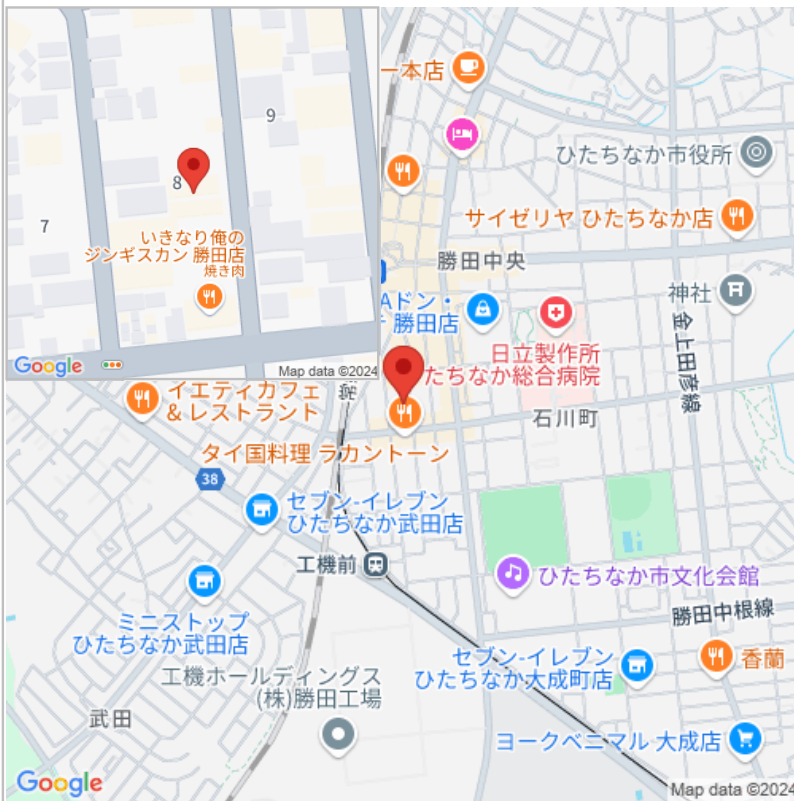 9
8
7
いきなり俺の
ジンギスカン 勝田店
焼き肉
Google
Map data ©2024
一本店
ひたちなか市役所
サイゼリヤ ひたちなか店
勝田中央
Aドン・
勝田店
神社
日立製作所
たちなか総合病院
金上田彦線
イエティカフェ
& レストラント
石川町
タイ国料理 ラカントーン
38
セブン-イレブン
ひたちなか武田店
工機前
ひたちなか市文化会館
ミニストップ
ひたちなか武田店
勝田中根線
セブン-イレブン
ひたちなか大成町店
香蘭
工機ホールディングス
(株)勝田工場
武田
ヨークベニマル 大成店
Google
Map data ©2024